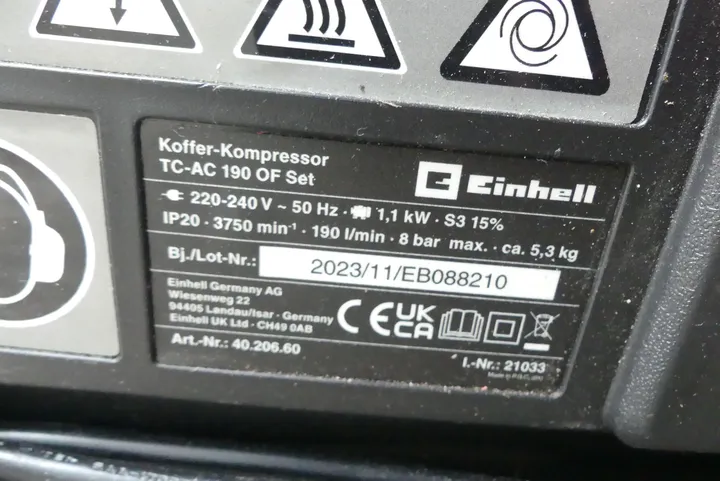 Koffer-Kompressor
TC-AC 190 OF Set
Einhell
220-240 V ~ 50 Hz · 1,1 kW · S3 15%
IP20 · 3750 min⁻¹ · 190 l/min · 8 bar max. · ca. 5,3 kg
Bj./Lot-Nr.: 2023/11/EB088210
Einhell Germany AG
Wiesenweg 22
94405 Landau/Isar · Germany
Einhell UK Ltd · CH49 0AB
CE UK CA
Art.-Nr.: 40.206.60
I.-Nr.: 21033
Made in P.R.C.